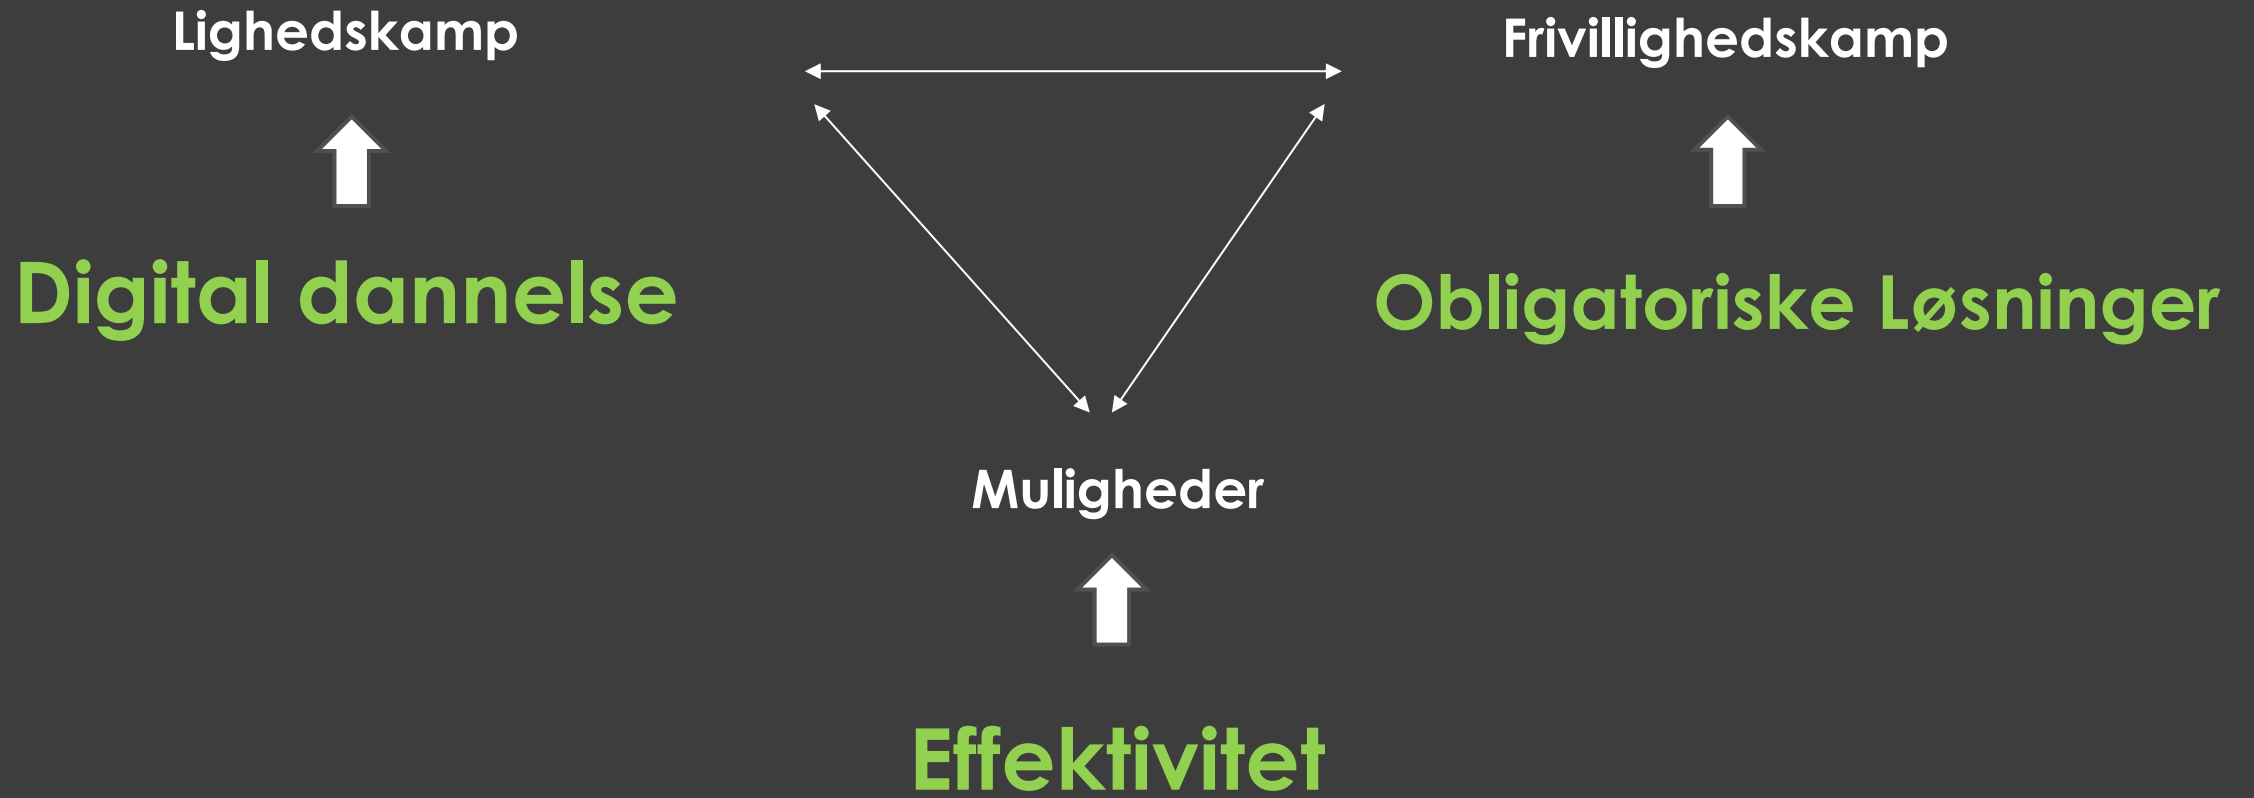 Lighedskamp
Frivillighedskamp
Digital dannelse
Obligatoriske Løsninger
Muligheder
Effektivitet